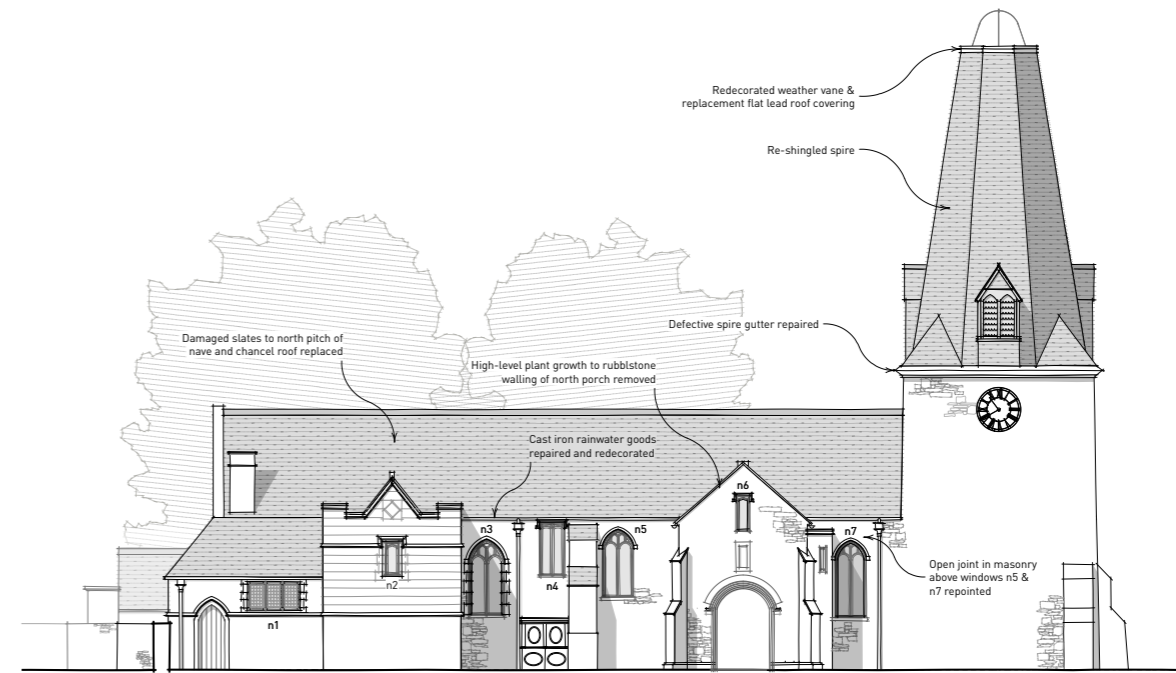 Redecorated weather vane &
replacement flat lead roof covering
Re-shingled spire
Defective spire gutter repaired
Damaged slates to north pitch of
nave and chancel roof replaced
High-level plant growth to rubblstone
walling of north porch removed
Cast iron rainwater goods
repaired and redecorated
n6
n3
n5
n7
n4
n2
n1
Open joint in masonry
above windows n5 &
n7 repointed